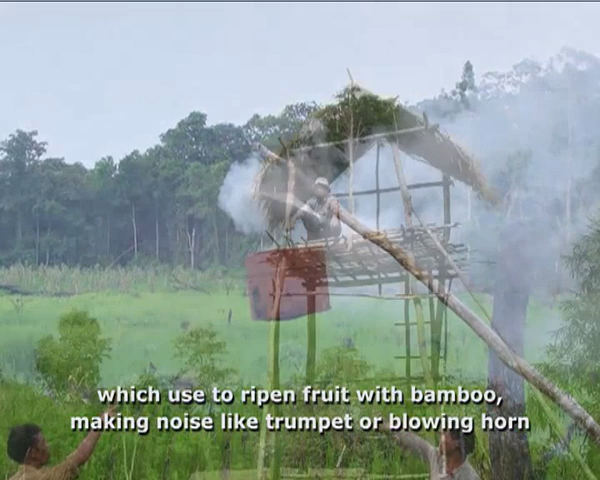 which use to ripen fruit with bamboo,
making noise like trumpet or blowing horn